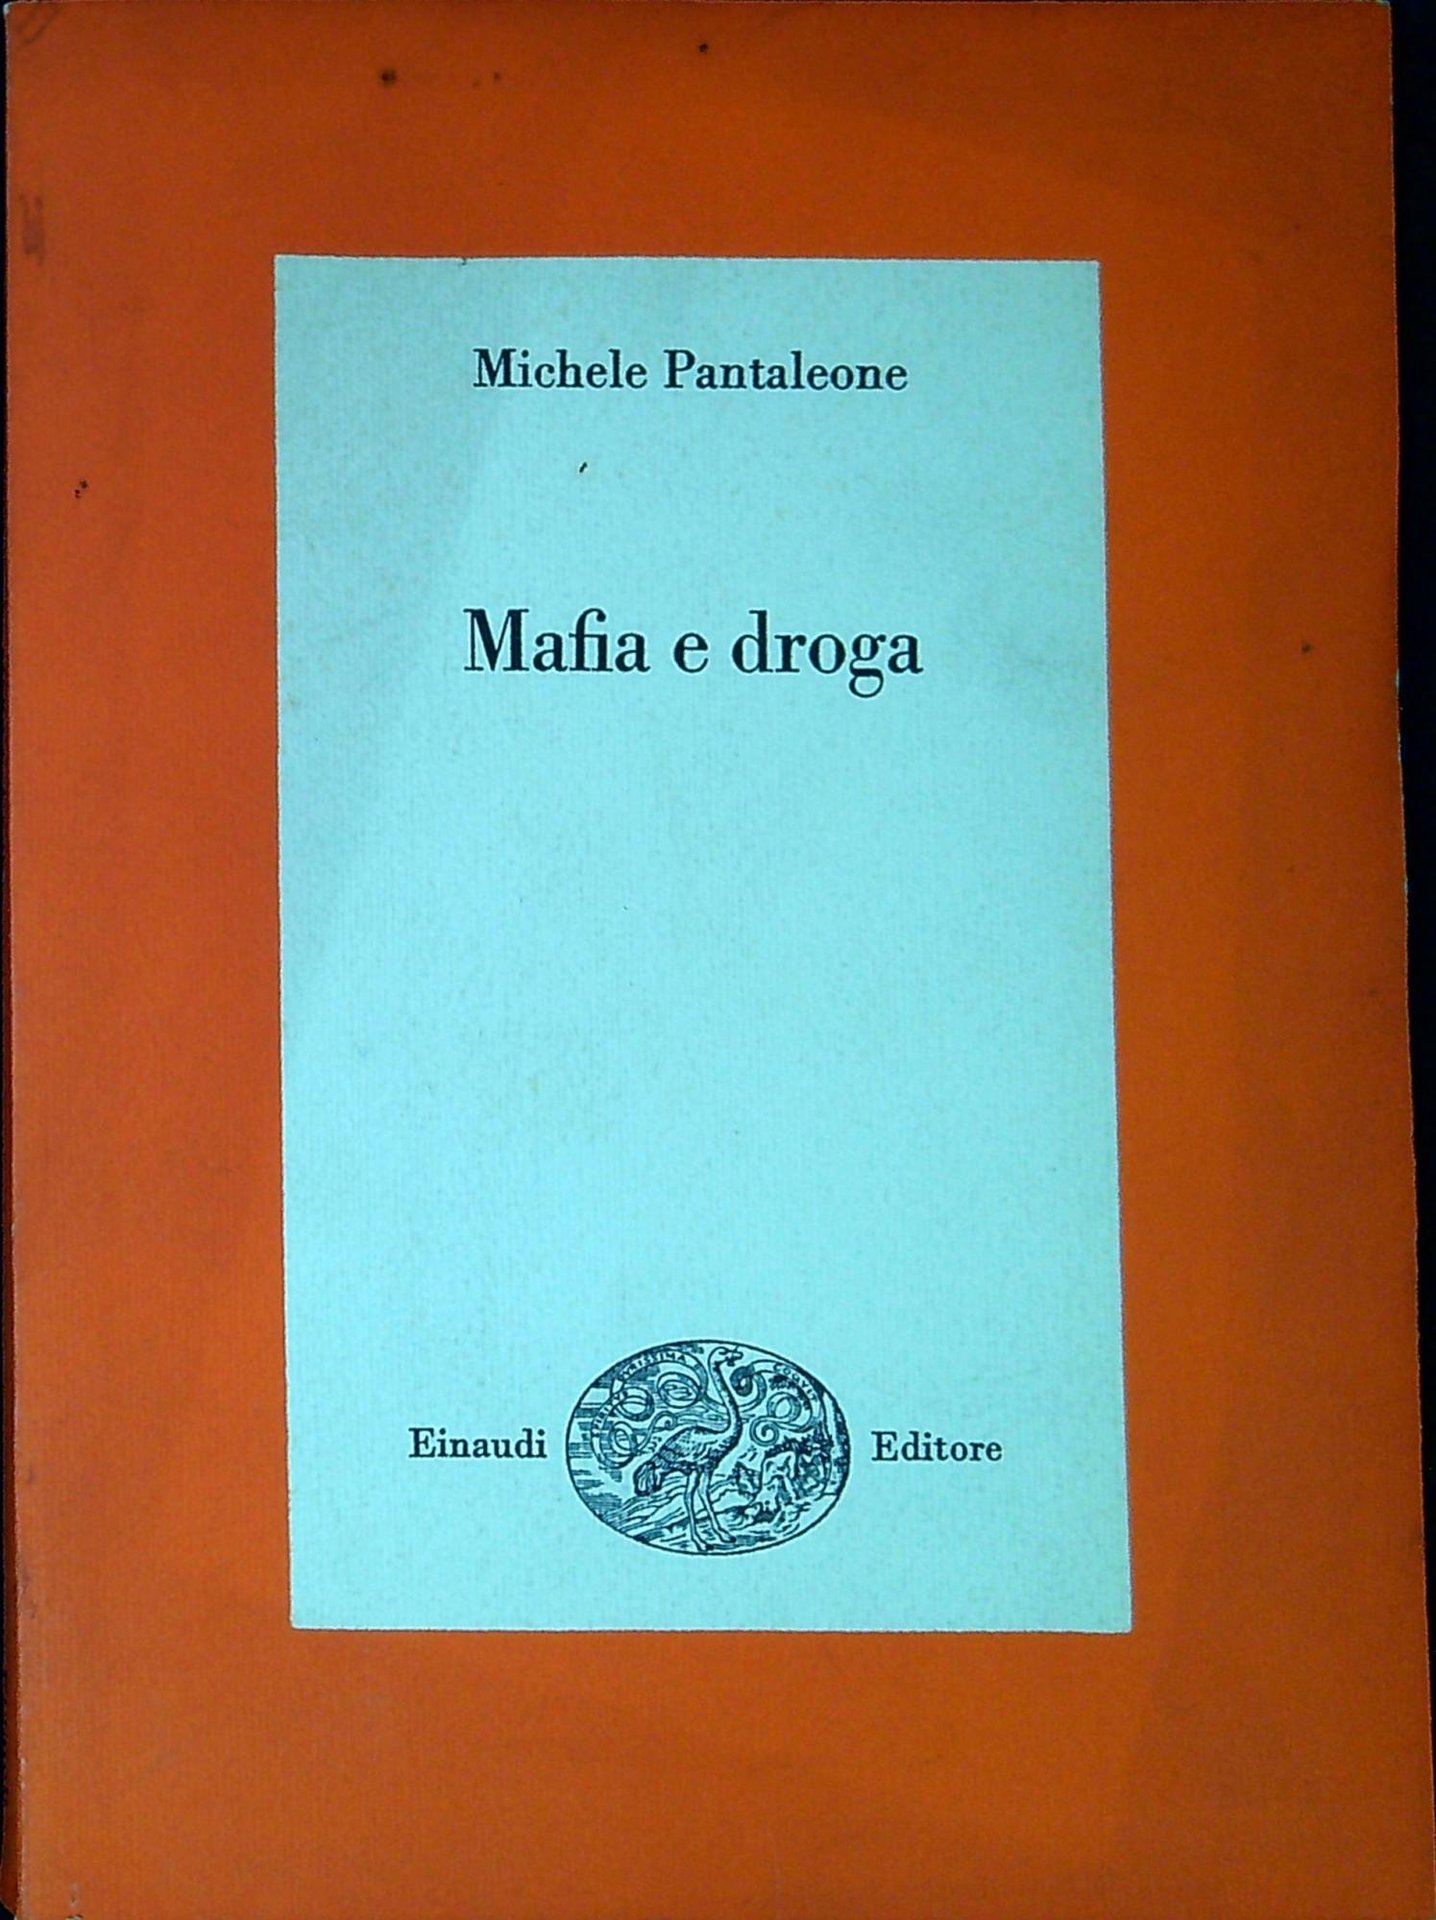 Michele Pantaleone
Mafia e droga
Einaudi
Editore